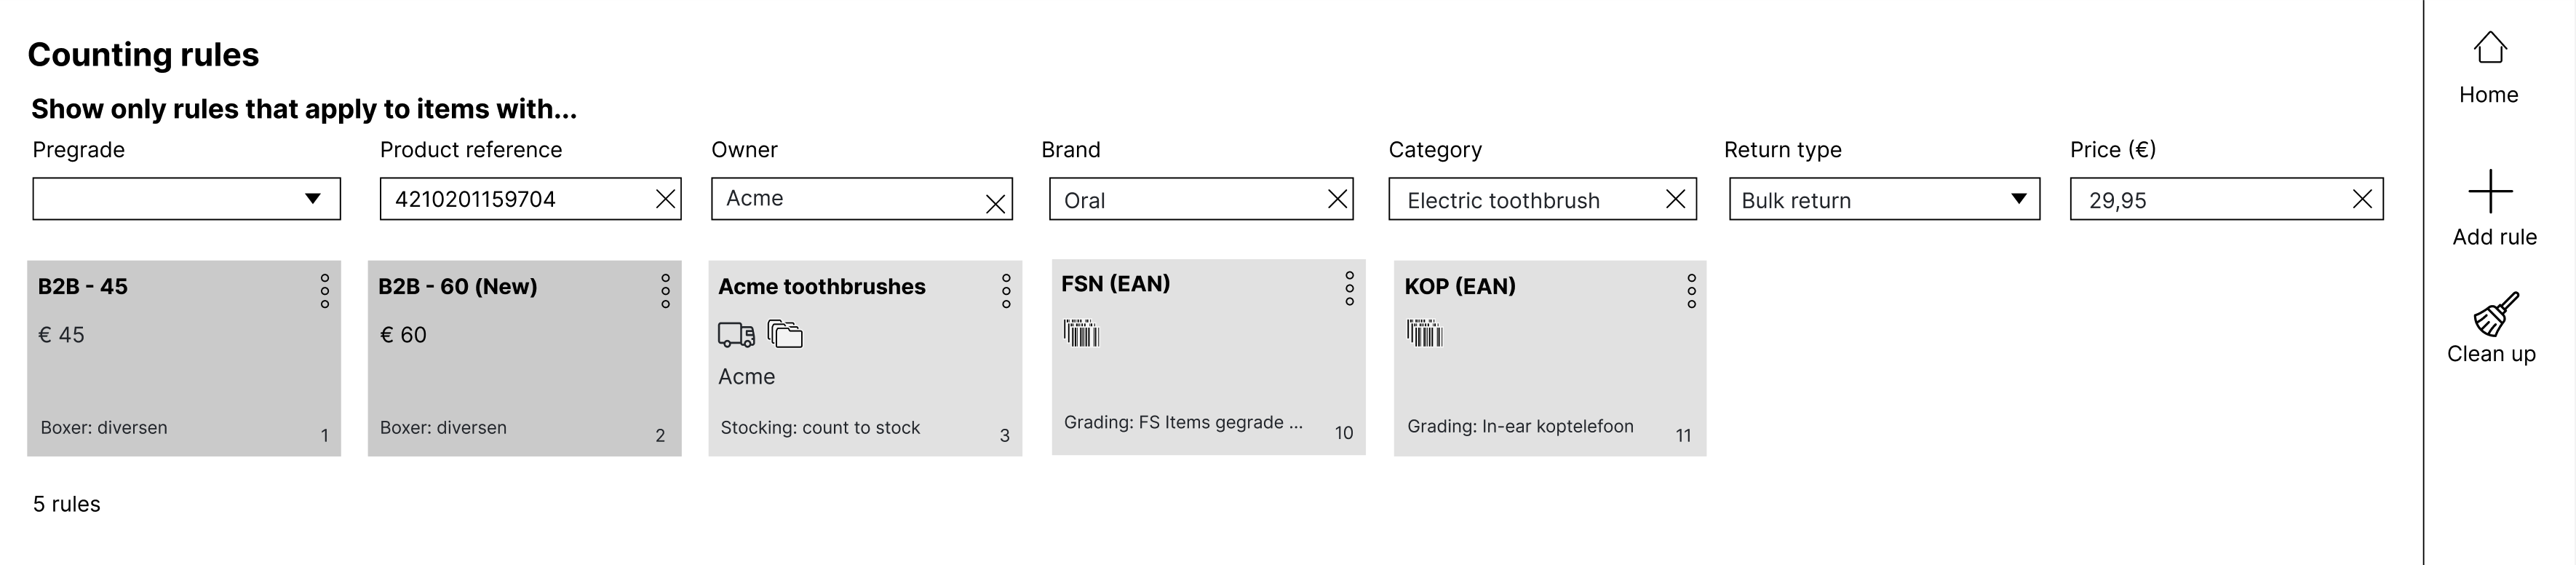 Counting rules
Show only rules that apply to items with...
Pregrade
Product reference
Owner
Brand
Category
Return type
Price (€)
4210201159704
Acme
Oral
Electric toothbrush
Bulk return
29,95
B2B - 45
€ 45
Boxer: diversen
1
B2B - 60 (New)
€ 60
Boxer: diversen
2
Acme toothbrushes
Acme
Stocking: count to stock
3
FSN (EAN)
Grading: FS Items gegrade ...
10
KOP (EAN)
Grading: In-ear koptelefoon
11
5 rules
Home
Add rule
Clean up